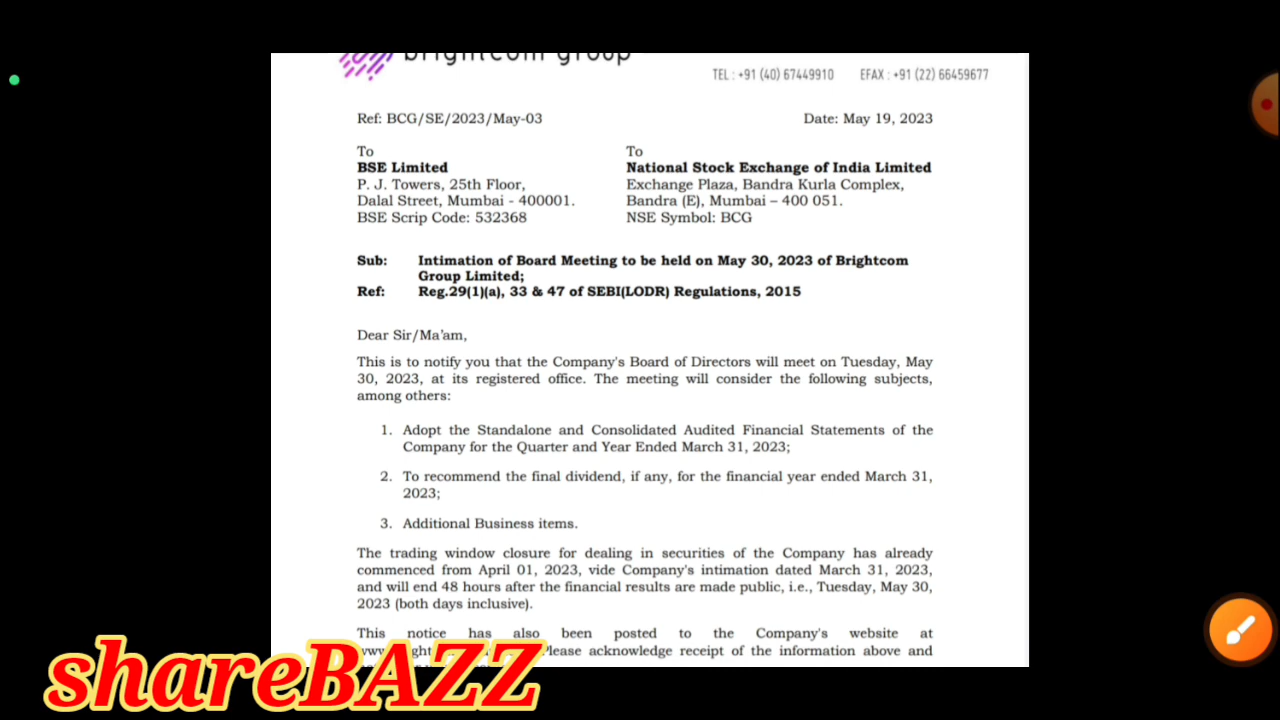 brightcom group
TEL : +91 (40) 67449910 EFAX : +91 (22) 66459677
Ref: BCG/SE/2023/May-03 Date: May 19, 2023
To
BSE Limited
P. J. Towers, 25th Floor,
Dalal Street, Mumbai - 400001.
BSE Scrip Code: 532368
To
National Stock Exchange of India Limited
Exchange Plaza, Bandra Kurla Complex,
Bandra (E), Mumbai – 400 051.
NSE Symbol: BCG
Sub: Intimation of Board Meeting to be held on May 30, 2023 of Brightcom
Group Limited;
Ref: Reg.29(1)(a), 33 & 47 of SEBI(LODR) Regulations, 2015
Dear Sir/Ma'am,
This is to notify you that the Company's Board of Directors will meet on Tuesday, May
30, 2023, at its registered office. The meeting will consider the following subjects,
among others:
1. Adopt the Standalone and Consolidated Audited Financial Statements of the
Company for the Quarter and Year Ended March 31, 2023;
2. To recommend the final dividend, if any, for the financial year ended March 31,
2023;
3. Additional Business items.
The trading window closure for dealing in securities of the Company has already
commenced from April 01, 2023, vide Company's intimation dated March 31, 2023,
and will end 48 hours after the financial results are made public, i.e., Tuesday, May 30,
2023 (both days inclusive).
This notice has also been posted to the Company's website at
Please acknowledge receipt of the information above and
shareBAZZ